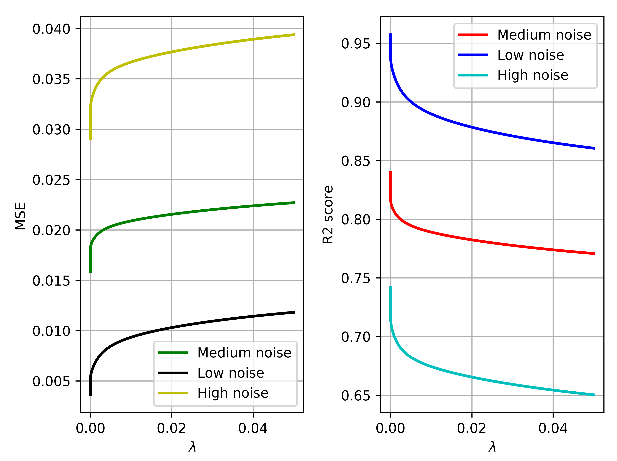 0.040
0.035
0.030
0.025
0.020
0.015
0.010
0.005
MSE
0.00
0.02
0.04
λ
Medium noise
Low noise
High noise
0.95
0.90
0.85
0.80
0.75
0.70
0.65
R2 score
0.00
0.02
0.04
λ
Medium noise
Low noise
High noise